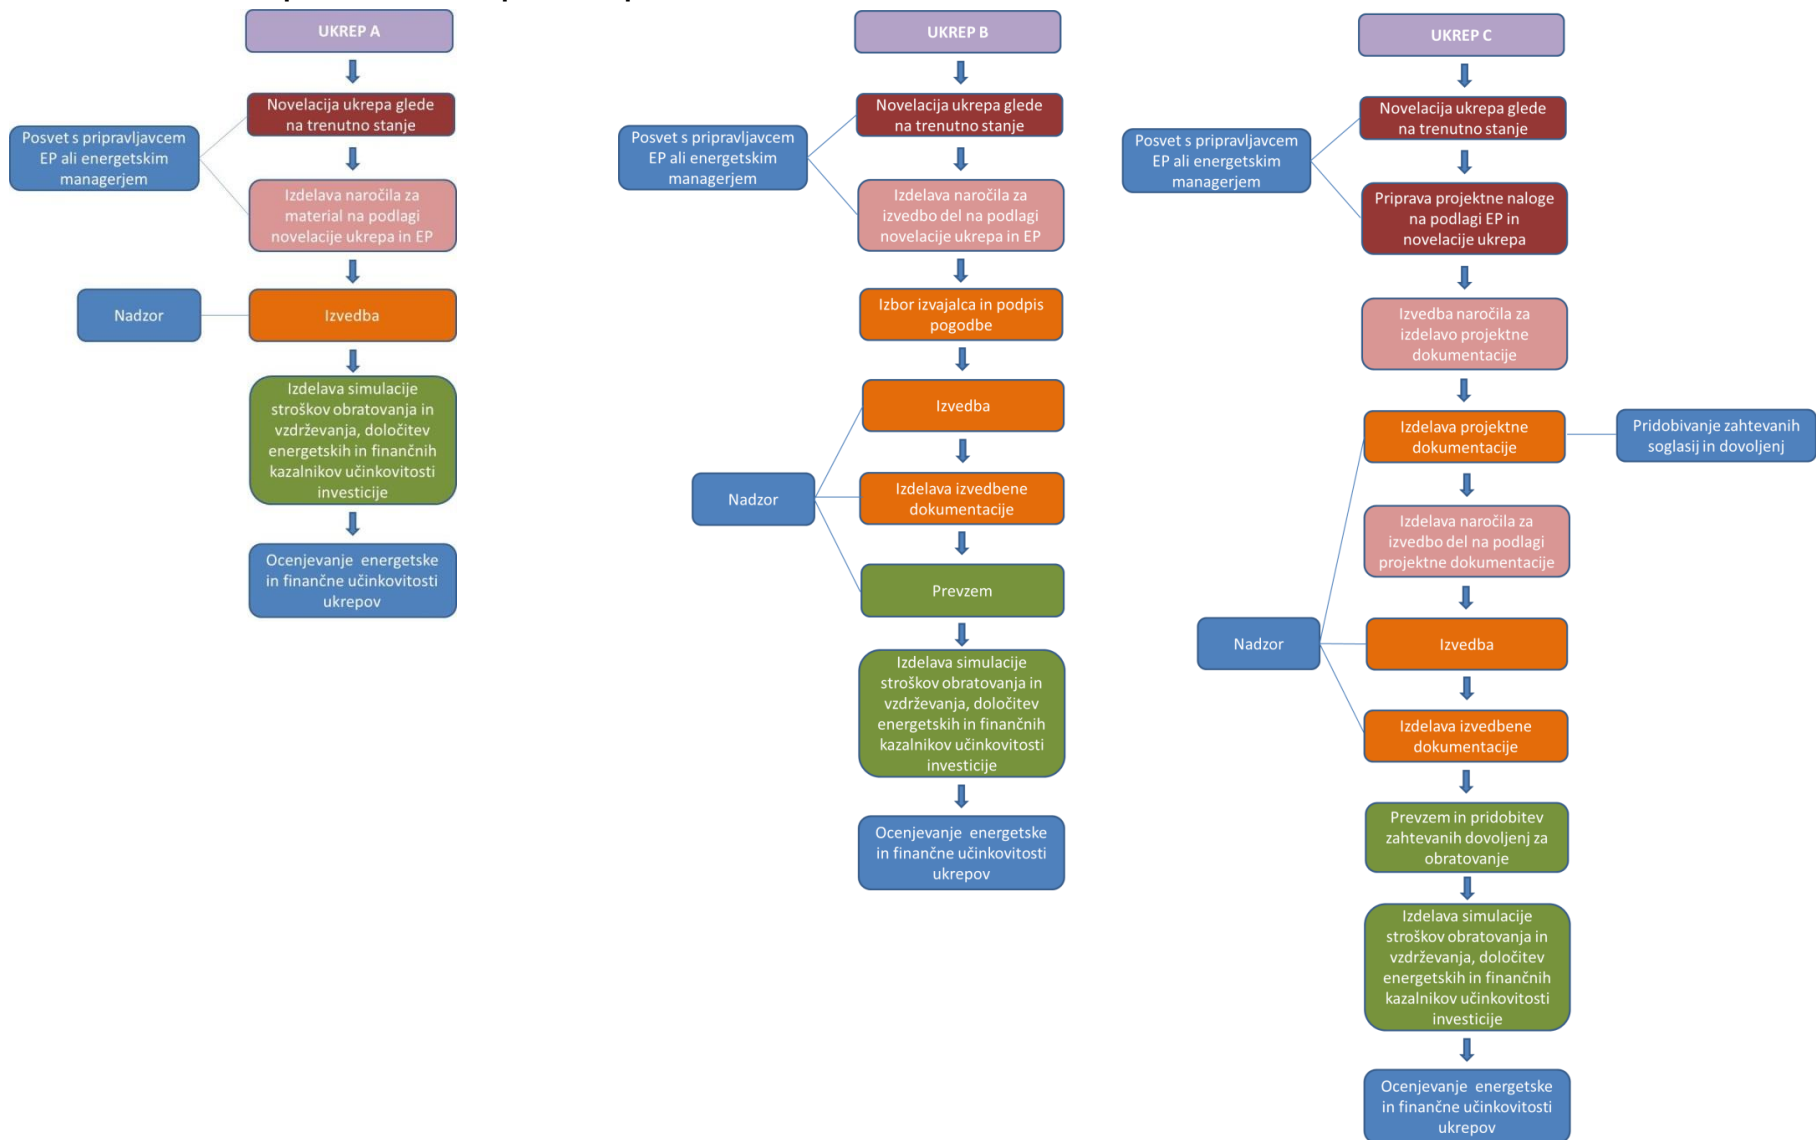 UKREP A
Novelacija ukrepa glede
na trenutno stanje
Posvet s pripravljavcem
EP ali energetskim
managerjem
Izdelava naročila za
material na podlagi
novelacije ukrepa in EP
Nadzor
Izvedba
Izdelava simulacije
stroškov obratovanja in
vzdrževanja, določitev
energetskih in finančnih
kazalnikov učinkovitosti
investicije
Ocenjevanje energetske
in finančne učinkovitosti
ukrepov
UKREP B
Novelacija ukrepa glede
na trenutno stanje
Posvet s pripravljavcem
EP ali energetskim
managerjem
Izdelava naročila za
izvedbo del na podlagi
novelacije ukrepa in EP
Izbor izvajalca in podpis
pogodbe
Izvedba
Nadzor
Izdelava izvedbene
dokumentacije
Prevzem
Izdelava simulacije
stroškov obratovanja in
vzdrževanja, določitev
energetskih in finančnih
kazalnikov učinkovitosti
investicije
Ocenjevanje energetske
in finančne učinkovitosti
ukrepov
UKREP C
Novelacija ukrepa glede
na trenutno stanje
Posvet s pripravljavcem
EP ali energetskim
managerjem
Priprava projektne naloge
na podlagi EP in
novelacije ukrepa
Izvedba naročila za
izdelavo projektne
dokumentacije
Izdelava projektne
dokumentacije
Pridobivanje zahtevanih
soglasij in dovoljenj
Izdelava naročila za
izvedbo del na podlagi
projektne dokumentacije
Nadzor
Izvedba
Izdelava izvedbene
dokumentacije
Prevzem in pridobitev
zahtevanih dovoljenj za
obratovanje
Izdelava simulacije
stroškov obratovanja in
vzdrževanja, določitev
energetskih in finančnih
kazalnikov učinkovitosti
investicije
Ocenjevanje energetske
in finančne učinkovitosti
ukrepov